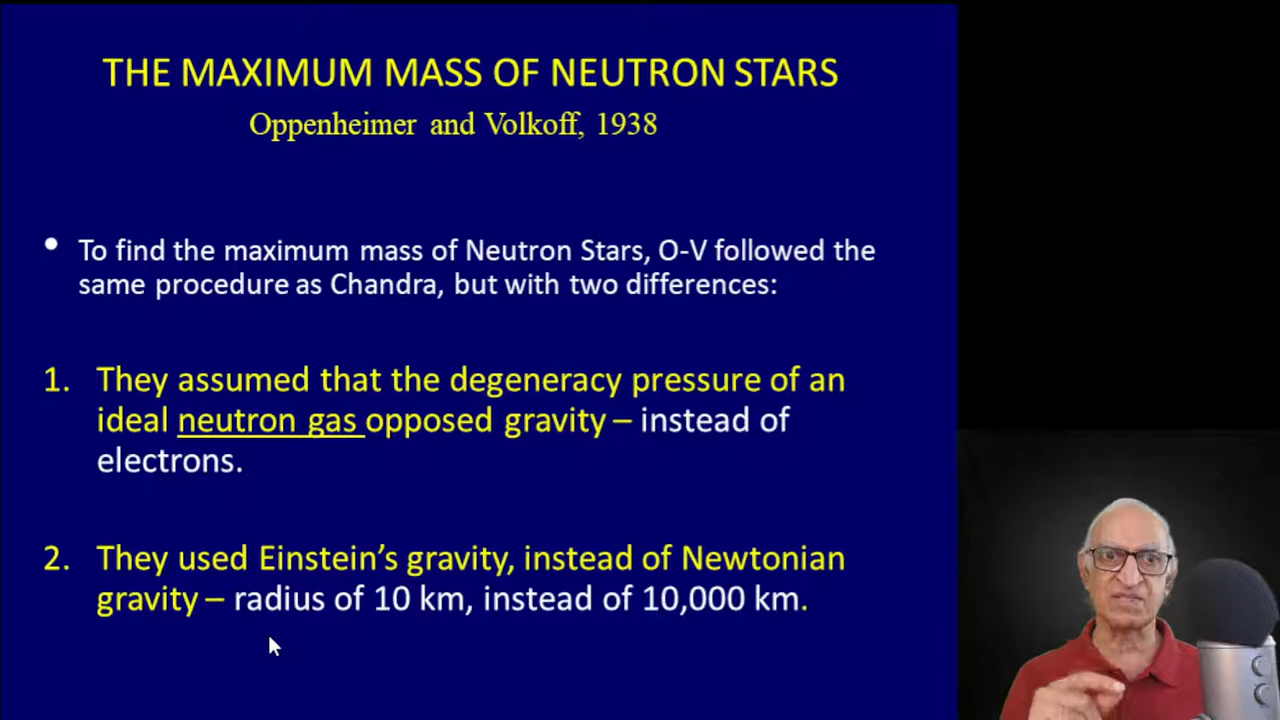 THE MAXIMUM MASS OF NEUTRON STARS
Oppenheimer and Volkoff, 1938
• To find the maximum mass of Neutron Stars, O-V followed the
same procedure as Chandra, but with two differences:
1. They assumed that the degeneracy pressure of an
ideal neutron gas opposed gravity – instead of
electrons.
2. They used Einstein’s gravity, instead of Newtonian
gravity – radius of 10 km, instead of 10,000 km.